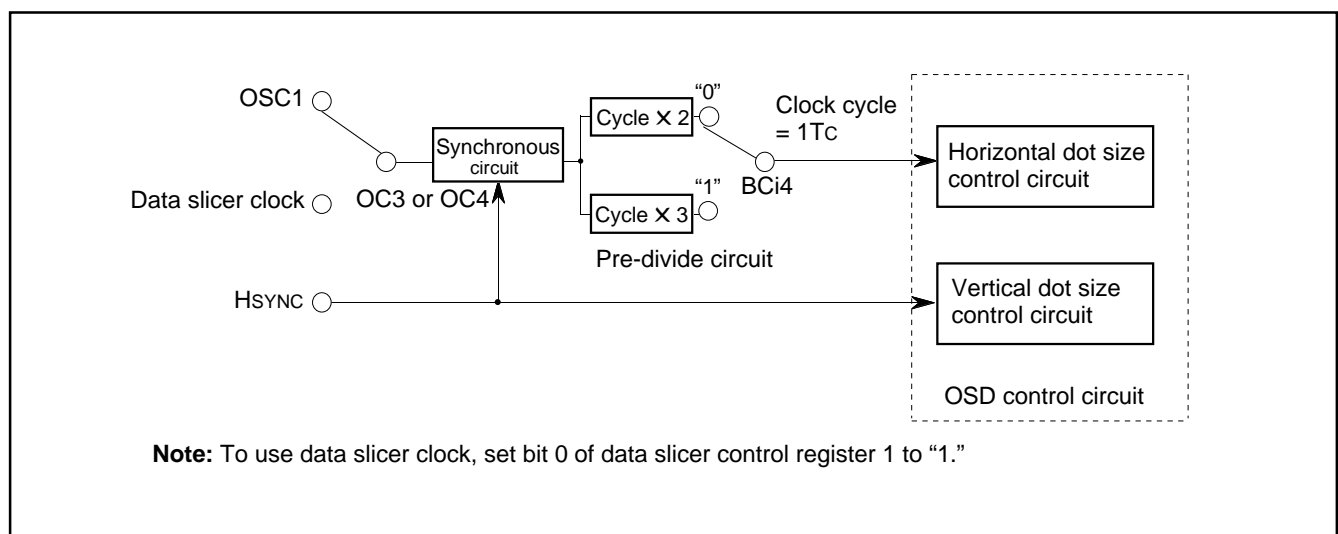 OSC1
Data slicer clock
HSYNC
OC3 or OC4
Synchronous
circuit
Cycle × 2
"0"
Cycle × 3
"1"
Pre-divide circuit
BCi4
Clock cycle
= 1TC
Horizontal dot size
control circuit
Vertical dot size
control circuit
OSD control circuit
Note: To use data slicer clock, set bit 0 of data slicer control register 1 to “1.”